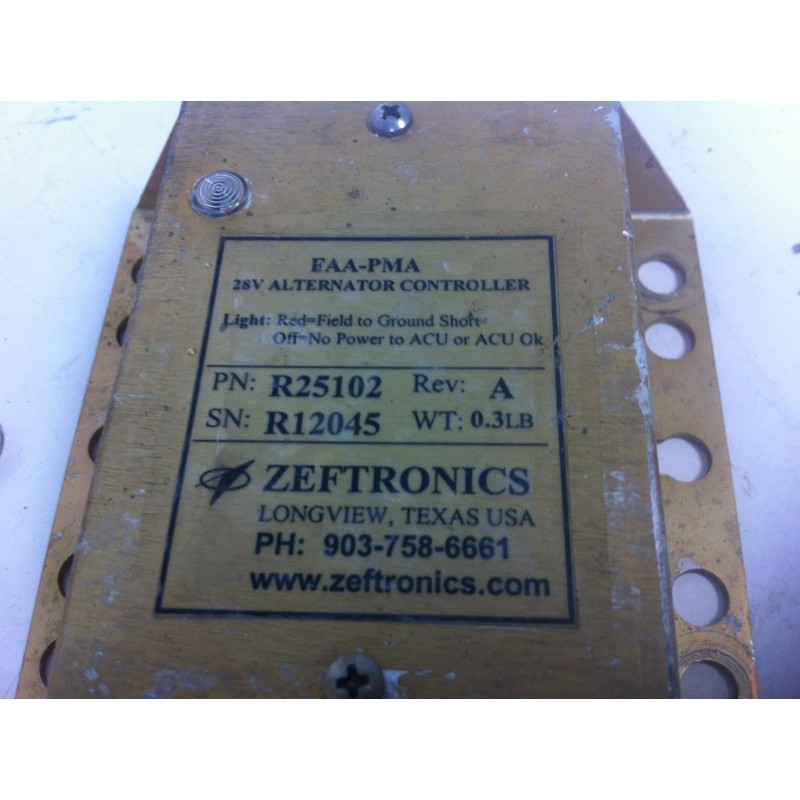 FAA-PMA
28V ALTERNATOR CONTROLLER
Light: Red=Field to Ground Short
Off=No Power to ACU or ACU Ok
PN: R25102 Rev: A
SN: R12045 WT: 0.3LB
ZEFTRONICS
LONGVIEW, TEXAS USA
PH: 903-758-6661
www.zeftronics.com